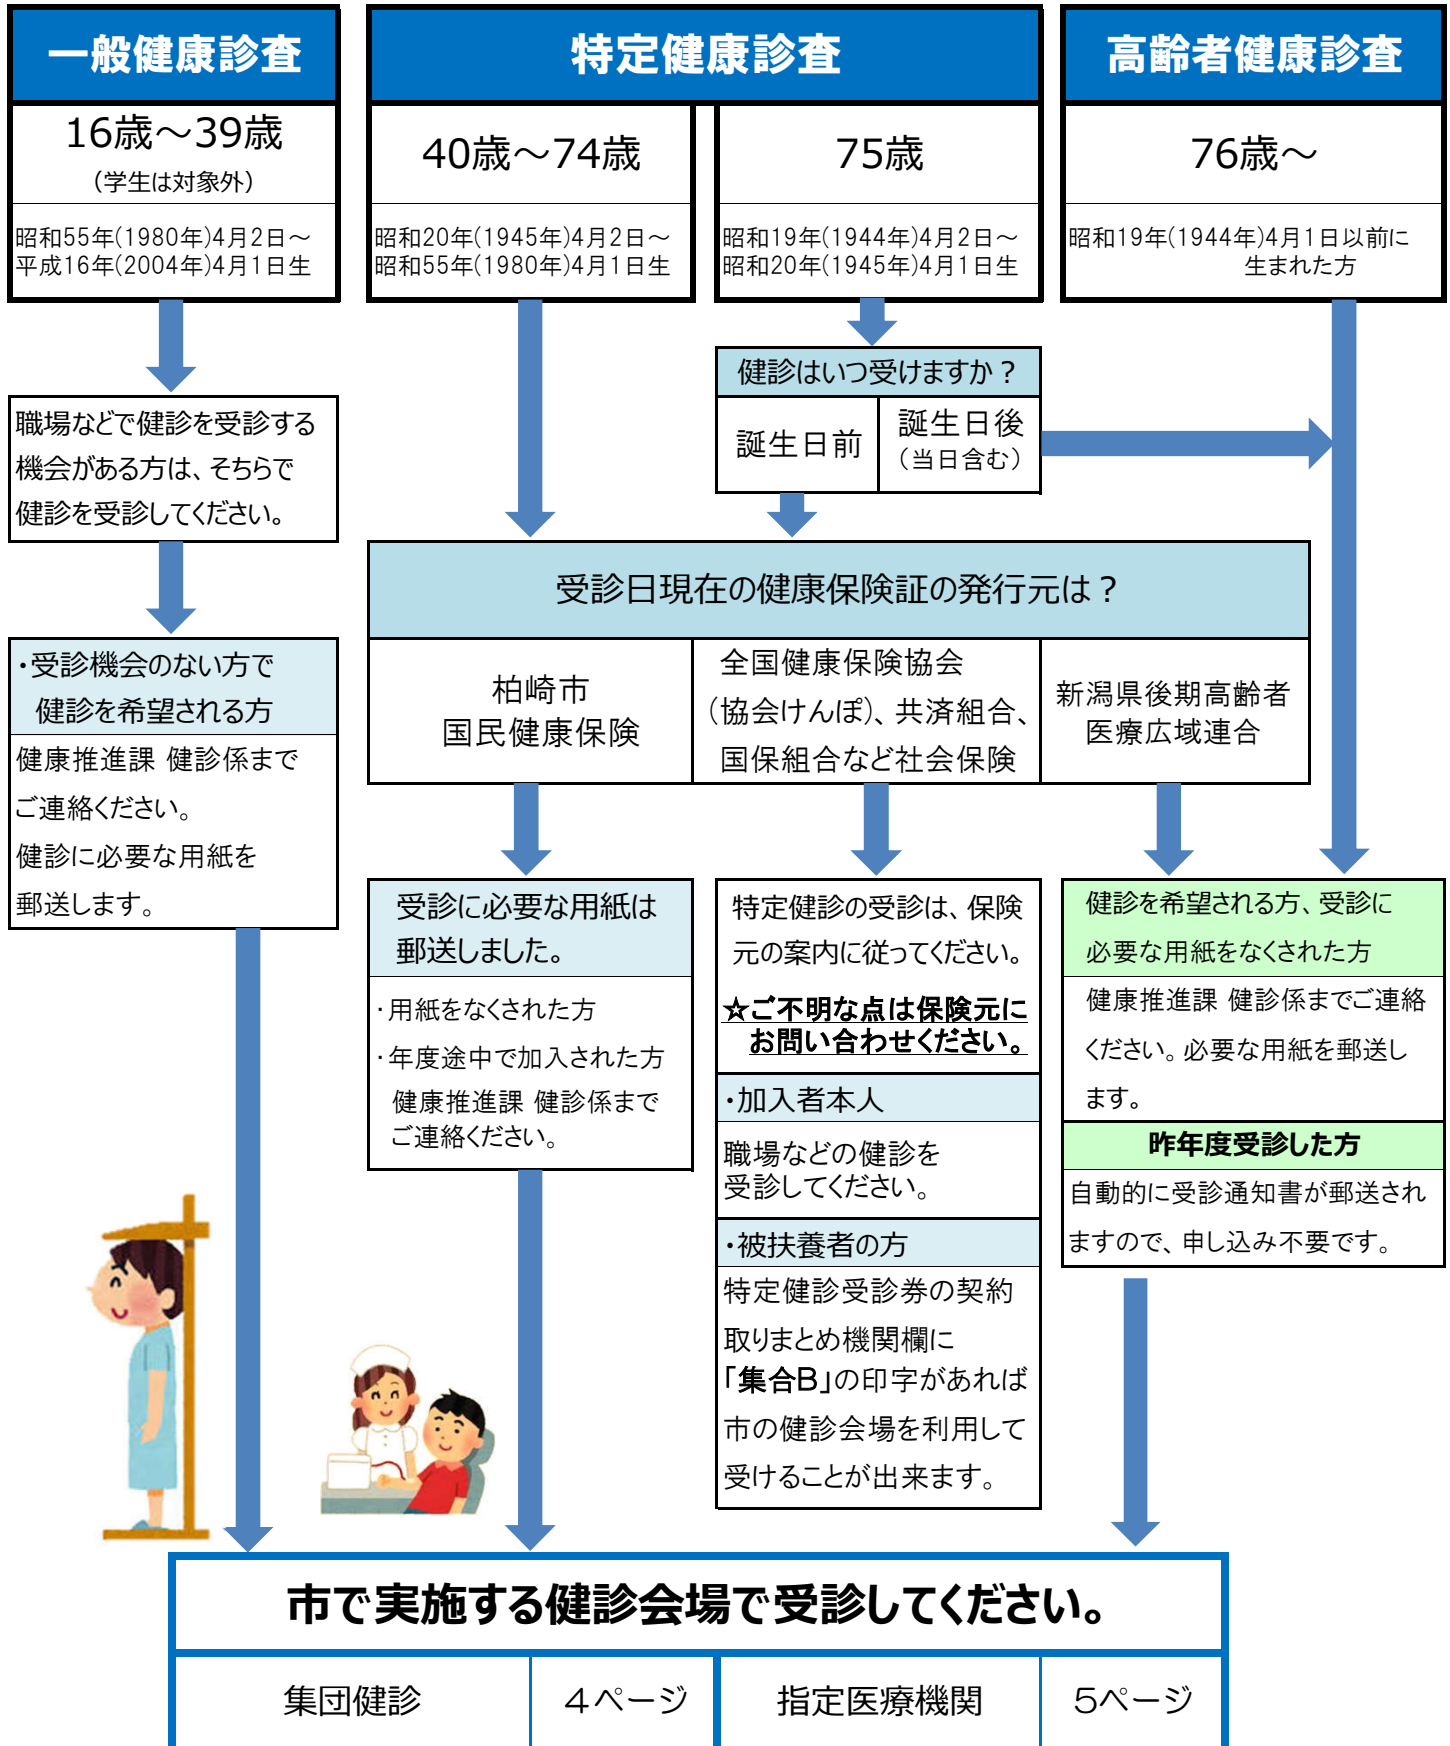 一般健康診査
特定健康診査
高齢者健康診査
16歳～39歳
（学生は対象外）
40歳～74歳
75歳
76歳～
昭和55年(1980年)4月2日～
平成16年(2004年)4月1日生
昭和20年(1945年)4月2日～
昭和55年(1980年)4月1日生
昭和19年(1944年)4月2日～
昭和20年(1945年)4月1日生
昭和19年(1944年)4月1日以前に
生まれた方
健診はいつ受けますか？
誕生日前
誕生日後
（当日含む）
職場などで健診を受診する
機会がある方は、そちらで
健診を受診してください。
受診日現在の健康保険証の発行元は？
柏崎市
国民健康保険
全国健康保険協会
（協会けんぽ）、共済組合、
国保組合など社会保険
新潟県後期高齢者
医療広域連合
・受診機会のない方で
健診を希望される方
健康推進課 健診係まで
ご連絡ください。
健診に必要な用紙を
郵送します。
受診に必要な用紙は
郵送しました。
・用紙をなくされた方
・年度途中で加入された方
健康推進課 健診係まで
ご連絡ください。
特定健診の受診は、保険
元の案内に従ってください。
☆ご不明な点は保険元に
お問い合わせください。
・加入者本人
職場などの健診を
受診してください。
・被扶養者の方
特定健診受診券の契約
取りまとめ機関欄に
「集合B」の印字があれば
市の健診会場を利用して
受けることが出来ます。
健診を希望される方、受診に
必要な用紙をなくされた方
健康推進課 健診係までご連絡
ください。必要な用紙を郵送し
ます。
昨年度受診した方
自動的に受診通知書が郵送され
ますので、申し込み不要です。
市で実施する健診会場で受診してください。
集団健診
４ページ
指定医療機関
５ページ